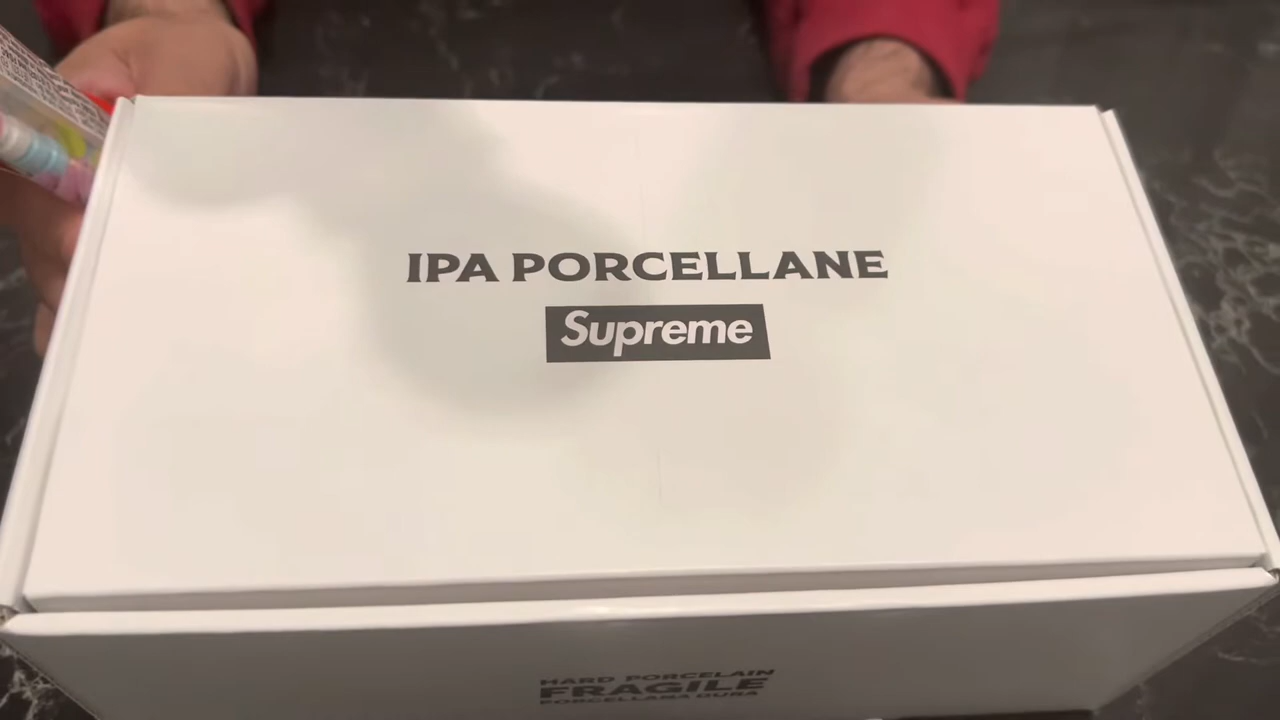 IPA PORCELLANE
Supreme
HARD PORCELAIN
FRAGILE
PORCELLANA DURA